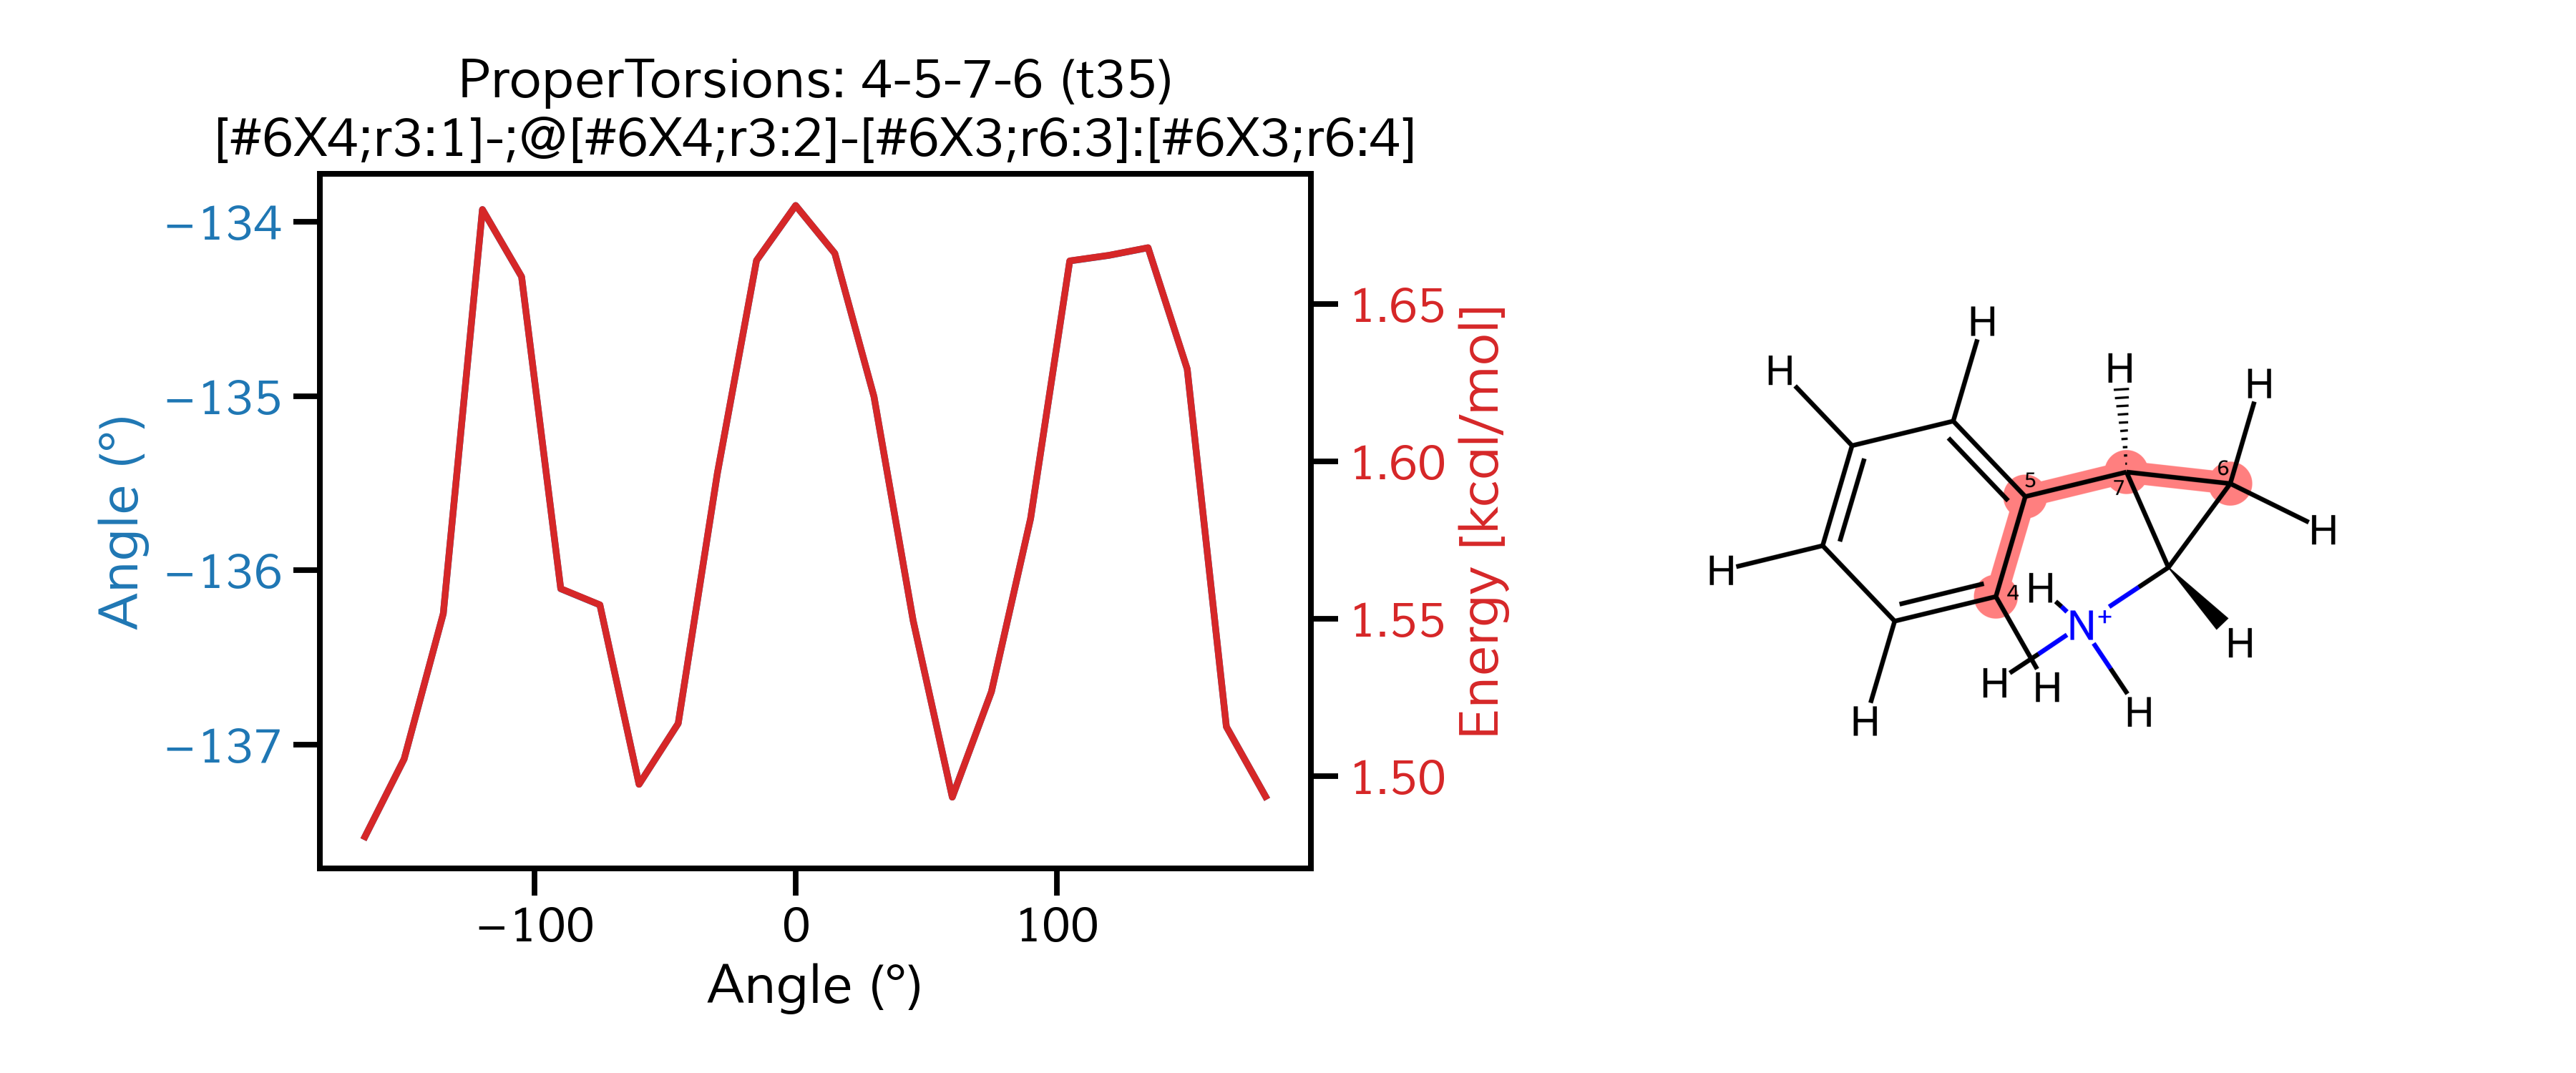 ProperTorsions: 4-5-7-6 (t35)
[#6X4;r3:1]-;@[#6X4;r3:2]-[#6X3;r6:3]:[#6X3;r6:4]
−134
−135
−136
−137
Angle (°)
−100
0
100
Angle (°)
1.65
1.60
1.55
1.50
Energy [kcal/mol]
H
H
H
H
H
H
5
7
6
4
H
H
N+
H
H
H
H